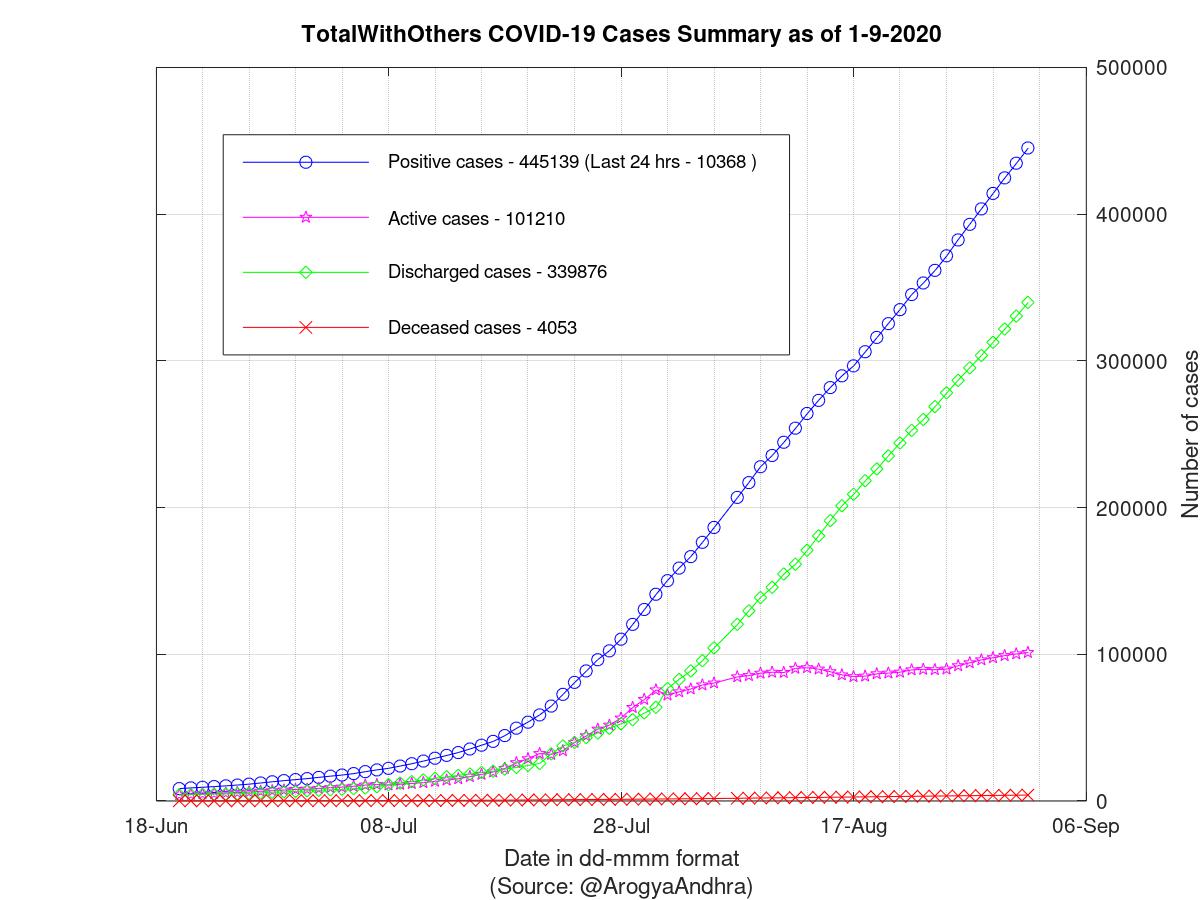 TotalWithOthers COVID-19 Cases Summary as of 1-9-2020
500000
Positive cases - 445139 (Last 24 hrs - 10368 )
Active cases - 101210
400000
Discharged cases - 339876
Deceased cases - 4053
300000
Number of cases
200000
100000
0
18-Jun 08-Jul 28-Jul 17-Aug 06-Sep
Date in dd-mmm format
(Source: @ArogyaAndhra)